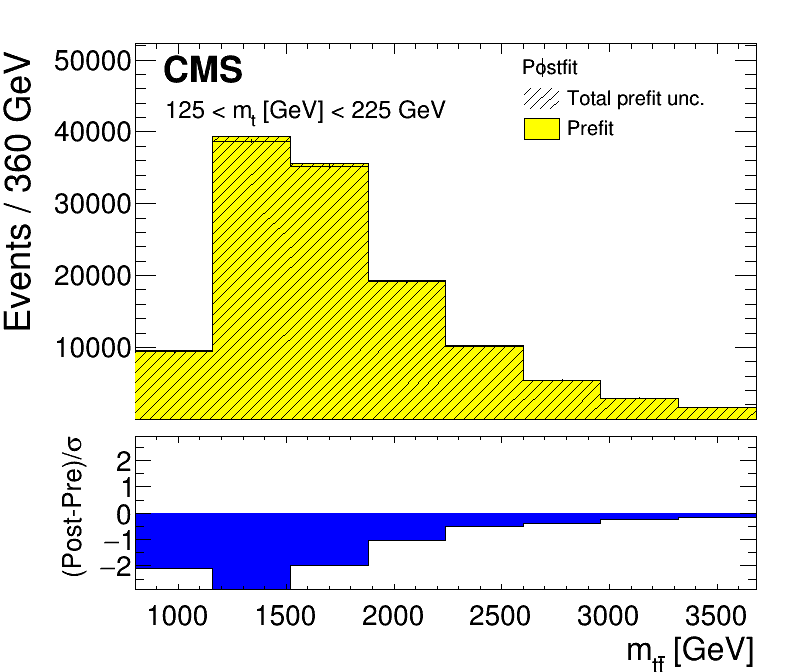 CMS
125 < m_t [GeV] < 225 GeV
Postfit
Total prefit unc.
Prefit
Events / 360 GeV
50000
40000
30000
20000
10000
(Post-Pre)/σ
2
1
0
−1
−2
1000 1500 2000 2500 3000 3500
m_tt̄ [GeV]